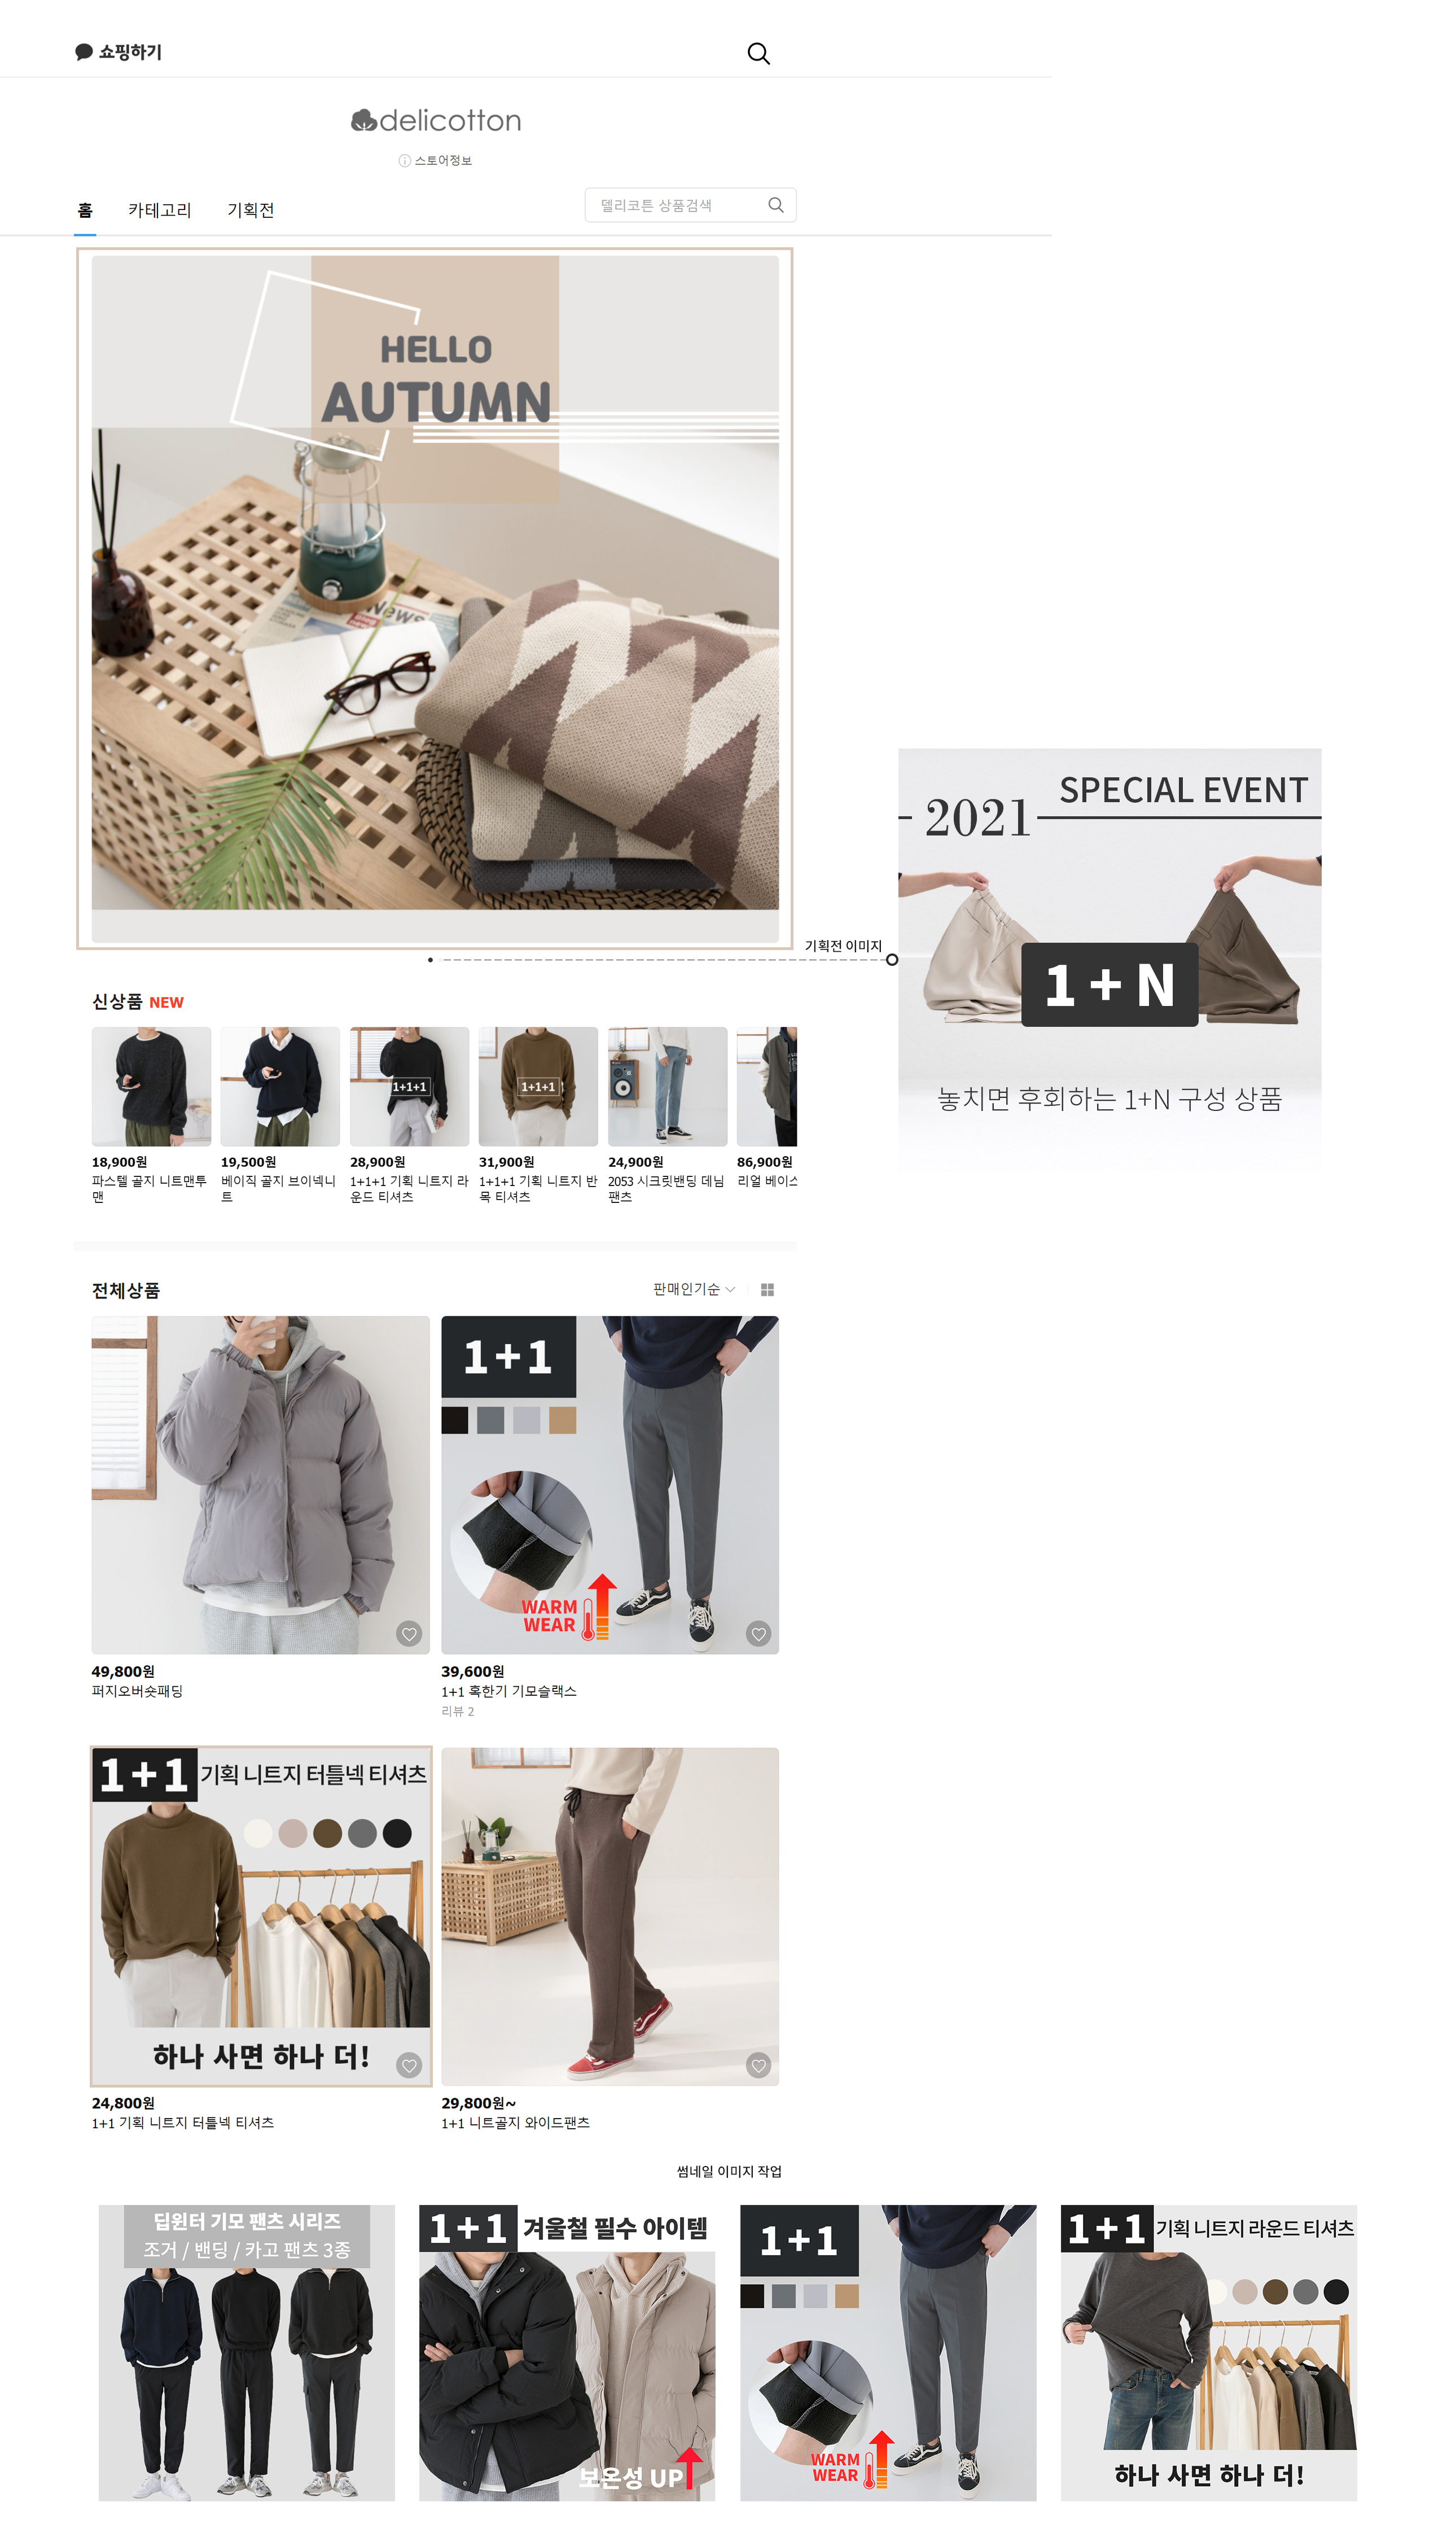 쇼핑하기
delicotton
스토어정보
홈 카테고리 기획전
델리코튼 상품검색
HELLO
AUTUMN
News
기획전 이미지
2021
SPECIAL EVENT
1+N
놓치면 후회하는 1+N 구성 상품
신상품 NEW
1+1+1
1+1+1
18,900원
파스텔 골지 니트맨투
맨
19,500원
베이직 골지 브이넥니
트
28,900원
1+1+1 기획 니트지 라
운드 티셔츠
31,900원
1+1+1 기획 니트지 반
목 티셔츠
24,900원
2053 시크릿밴딩 데님
팬츠
86,900원
리얼 베이스
전체상품
판매인기순
1+1
WARM
WEAR
49,800원
퍼지오버숏패딩
39,600원
1+1 혹한기 기모슬랙스
리뷰 2
1+1 기획 니트지 터틀넥 티셔츠
하나 사면 하나 더!
24,800원
1+1 기획 니트지 터틀넥 티셔츠
29,800원~
1+1 니트골지 와이드팬츠
썸네일 이미지 작업
딥윈터 기모 팬츠 시리즈
조거 / 밴딩 / 카고 팬츠 3종
1+1 겨울철 필수 아이템
보온성 UP
1+1
WARM
WEAR
1+1 기획 니트지 라운드 티셔츠
하나 사면 하나 더!